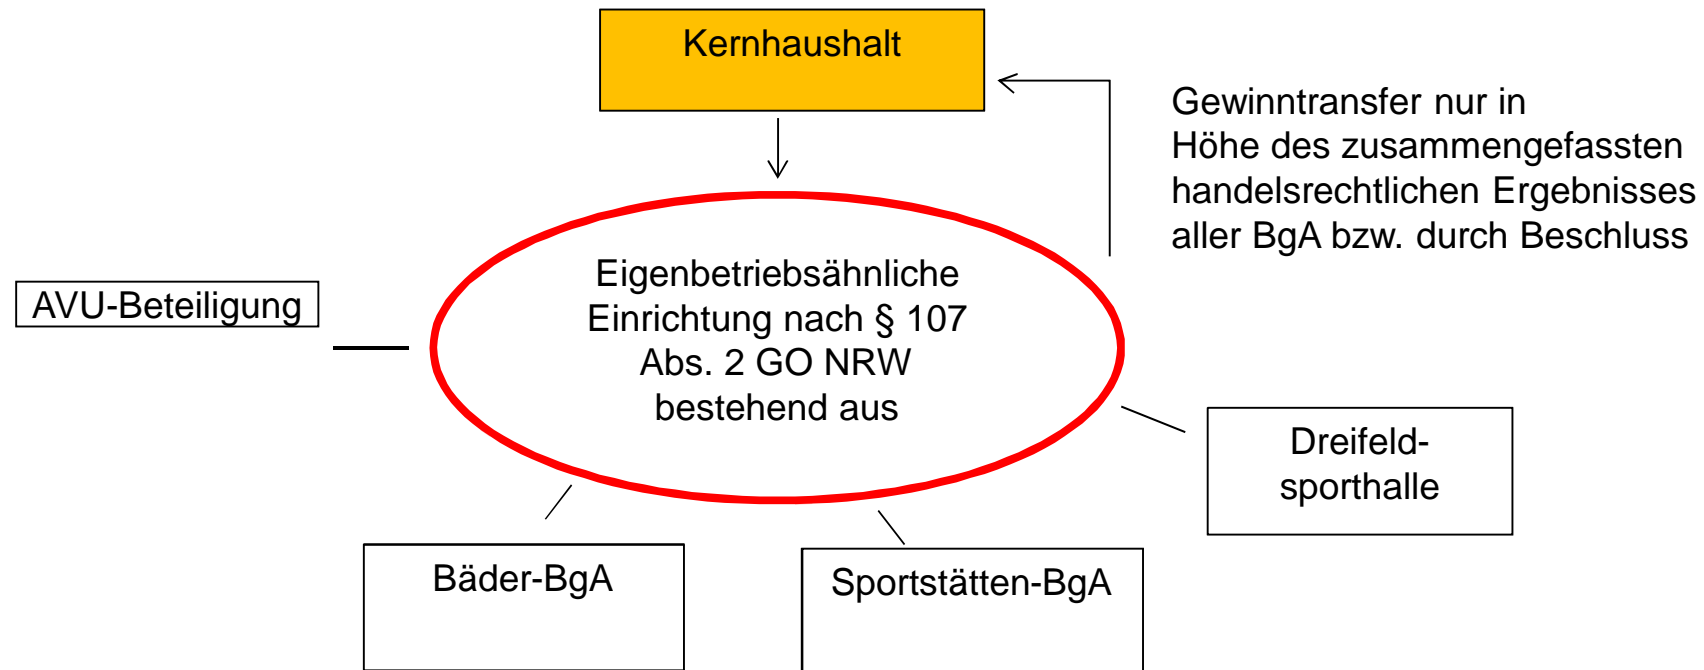 Kernhaushalt
Gewinntransfer nur in
Höhe des zusammengefassten
handelsrechtlichen Ergebnisses
aller BgA bzw. durch Beschluss
Eigenbetriebsähnliche
Einrichtung nach § 107
Abs. 2 GO NRW
bestehend aus
AVU-Beteiligung
Dreifeld-
sporthalle
Bäder-BgA
Sportstätten-BgA